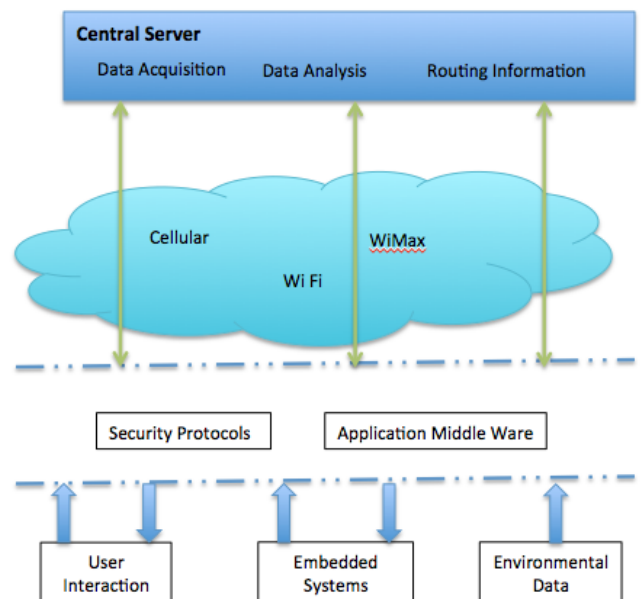 Central Server
Data Acquisition Data Analysis Routing Information
Cellular
WiMax
Wi Fi
Security Protocols Application Middle Ware
User Interaction
Embedded Systems
Environmental Data